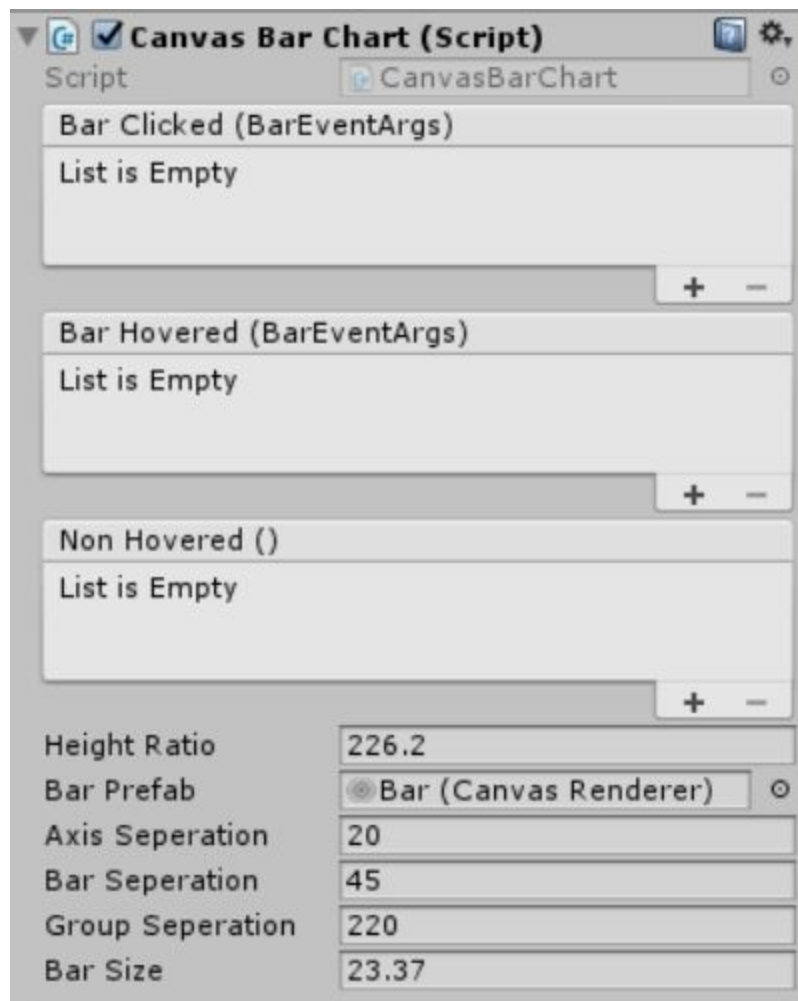 Canvas Bar Chart (Script)
Script CanvasBarChart
Bar Clicked (BarEventArgs)
List is Empty
+ −
Bar Hovered (BarEventArgs)
List is Empty
+ −
Non Hovered ()
List is Empty
+ −
Height Ratio 226.2
Bar Prefab Bar (Canvas Renderer)
Axis Seperation 20
Bar Seperation 45
Group Seperation 220
Bar Size 23.37